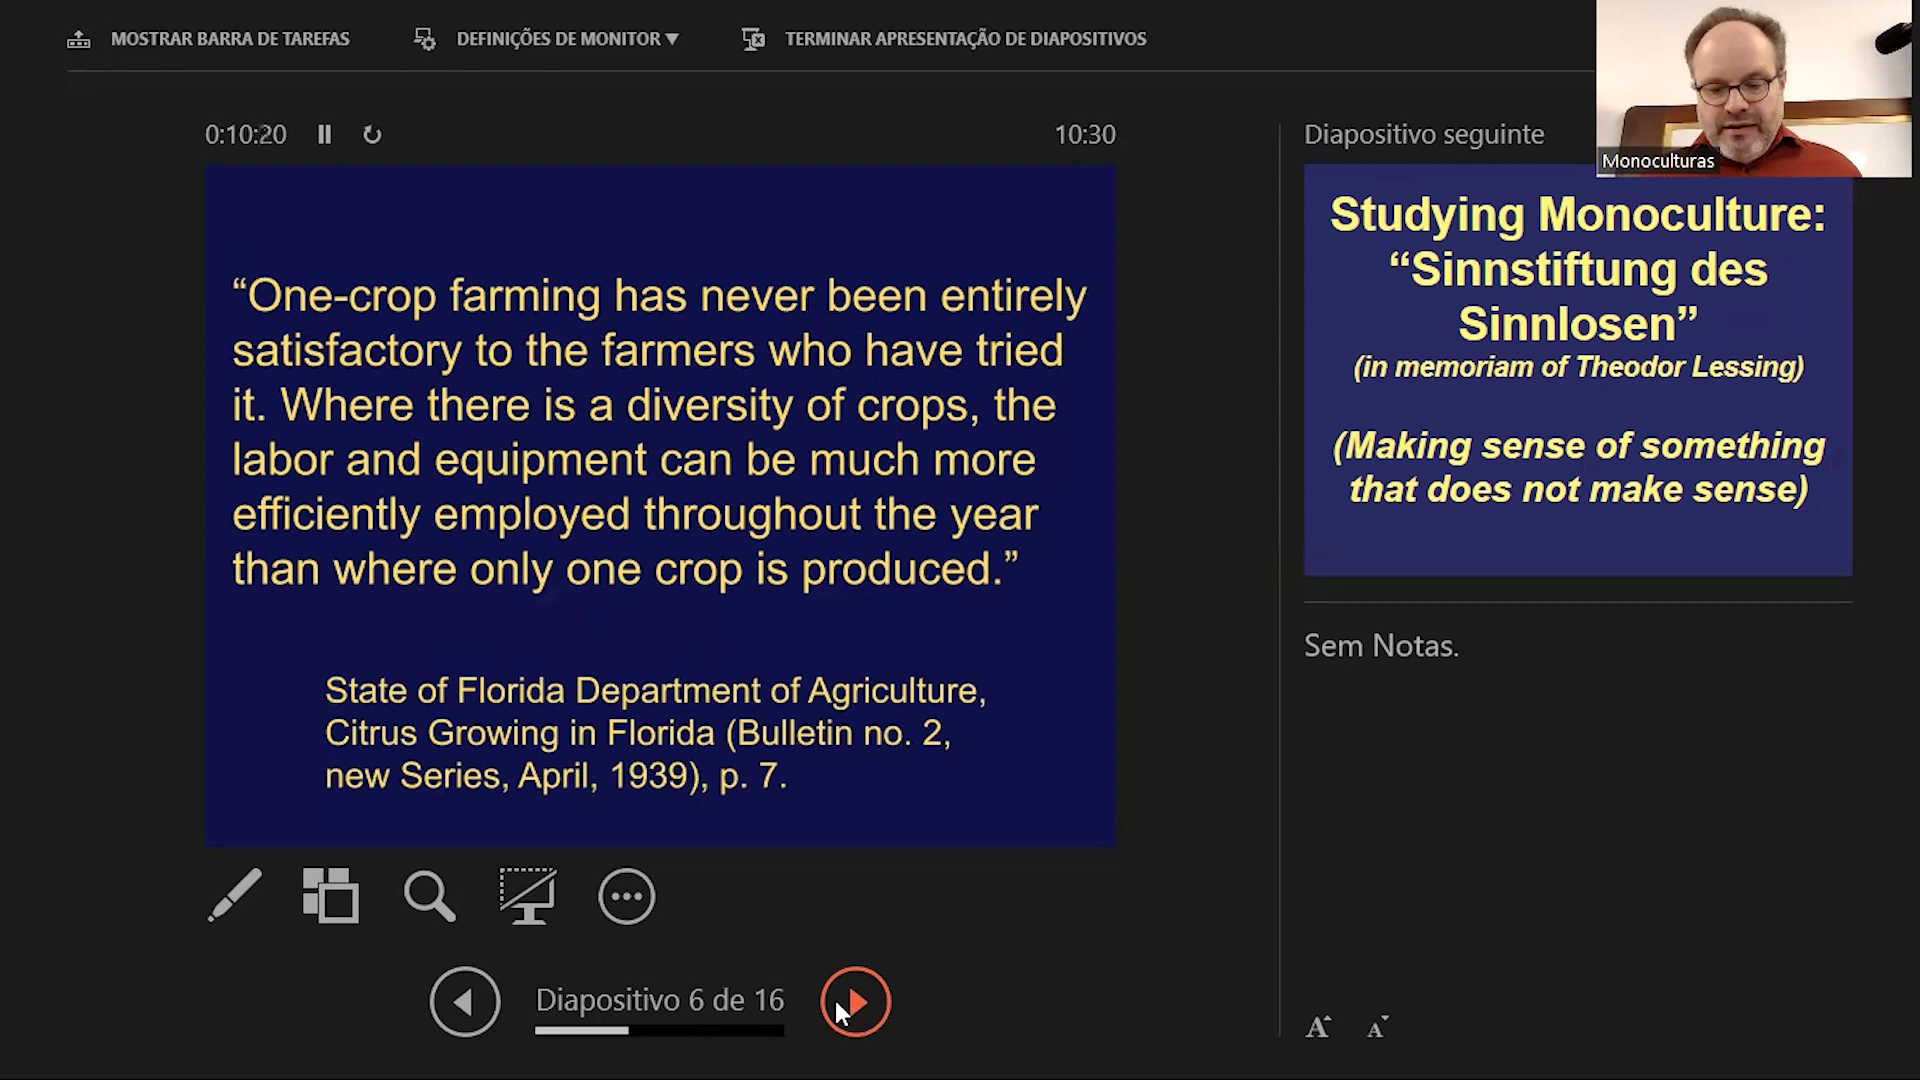 MOSTRAR BARRA DE TAREFAS
DEFINIÇÕES DE MONITOR
TERMINAR APRESENTAÇÃO DE DIAPOSITIVOS
Monoculturas
0:10:20
10:30
“One-crop farming has never been entirely
satisfactory to the farmers who have tried
it. Where there is a diversity of crops, the
labor and equipment can be much more
efficiently employed throughout the year
than where only one crop is produced.”
State of Florida Department of Agriculture,
Citrus Growing in Florida (Bulletin no. 2,
new Series, April, 1939), p. 7.
Diapositivo 6 de 16
Diapositivo seguinte
Studying Monoculture:
“Sinnstiftung des
Sinnlosen”
(in memoriam of Theodor Lessing)
(Making sense of something
that does not make sense)
Sem Notas.
A A